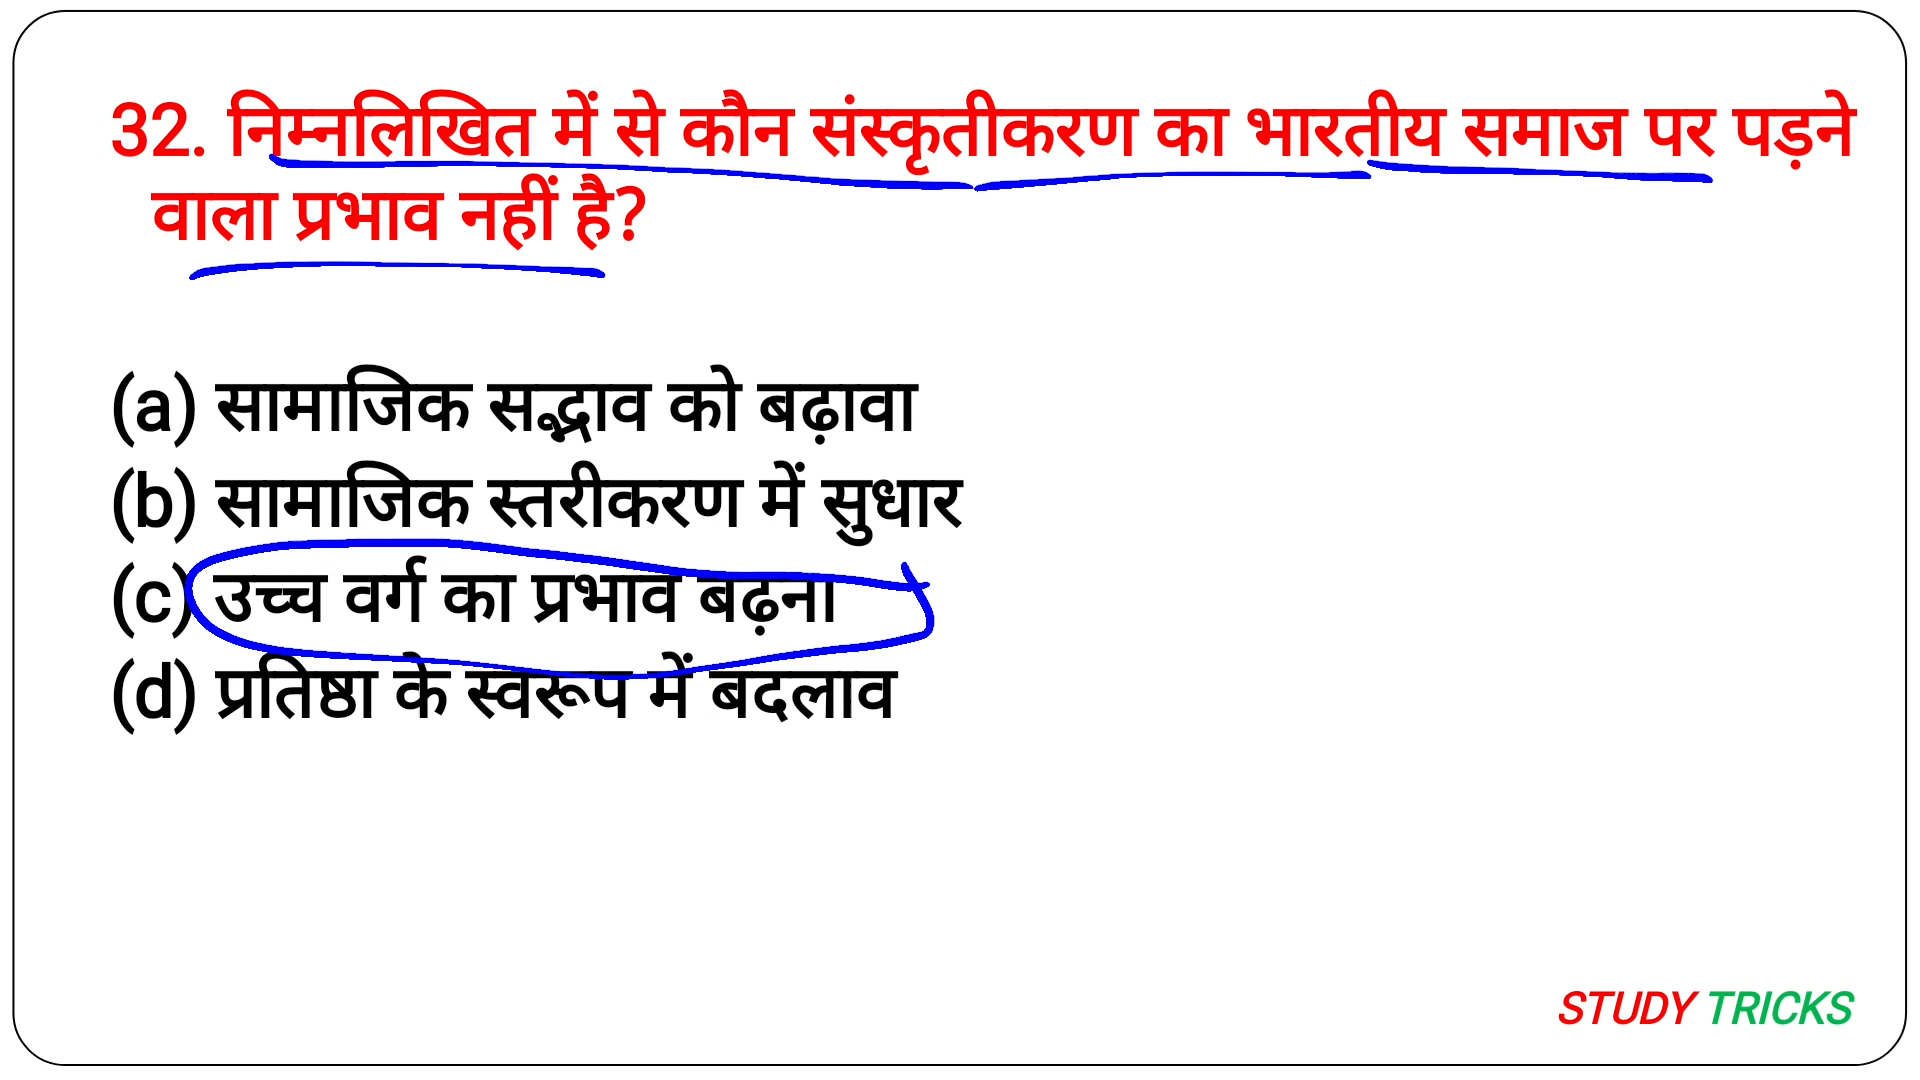 32. निम्नलिखित में से कौन संस्कृतीकरण का भारतीय समाज पर पड़ने
वाला प्रभाव नहीं है?
(a) सामाजिक सद्भाव को बढ़ावा
(b) सामाजिक स्तरीकरण में सुधार
(c) उच्च वर्ग का प्रभाव बढ़ना
(d) प्रतिष्ठा के स्वरूप में बदलाव
STUDY TRICKS